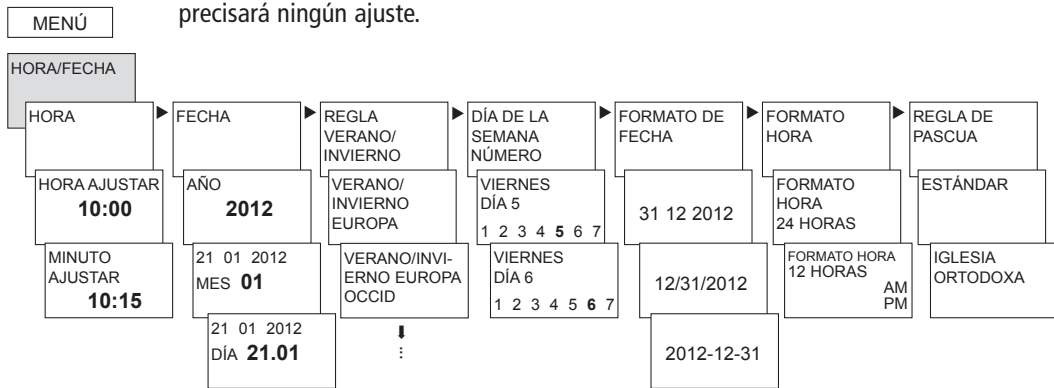 precisará ningún ajuste.
MENÚ
HORA/FECHA
HORA
HORA AJUSTAR
10:00
MINUTO
AJUSTAR
10:15
FECHA
AÑO
2012
21 01 2012
MES 01
21 01 2012
DÍA 21.01
REGLA
VERANO/
INVIERNO
VERANO/
INVIERNO
EUROPA
VERANO/INVI-
ERNO EUROPA
OCCID
DÍA DE LA
SEMANA
NÚMERO
VIERNES
DÍA 5
1 2 3 4 5 6 7
VIERNES
DÍA 6
1 2 3 4 5 6 7
FORMATO DE
FECHA
31 12 2012
12/31/2012
2012-12-31
FORMATO
HORA
FORMATO
HORA
24 HORAS
FORMATO HORA
12 HORAS
AM
PM
REGLA DE
PASCUA
ESTÁNDAR
IGLESIA
ORTODOXA